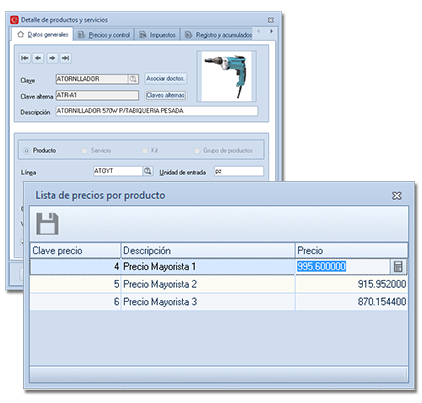 Detalle de productos y servicios
Datos generales Precios y control Impuestos Registro y acumulados
Clave ATORNLLADOR Asociar doctos.
Clave alterna ATR-A1 Claves alternas
Descripción ATORNILLADOR 570W P/TABIQUERIA PESADA
Producto Servicio Kit Grupo de productos
Línea ATOYT Unidad de entrada pz
Lista de precios por producto
Clave precio Descripción Precio
4 Precio Mayorista 1 995.600000
5 Precio Mayorista 2 915.952000
6 Precio Mayorista 3 870.154400